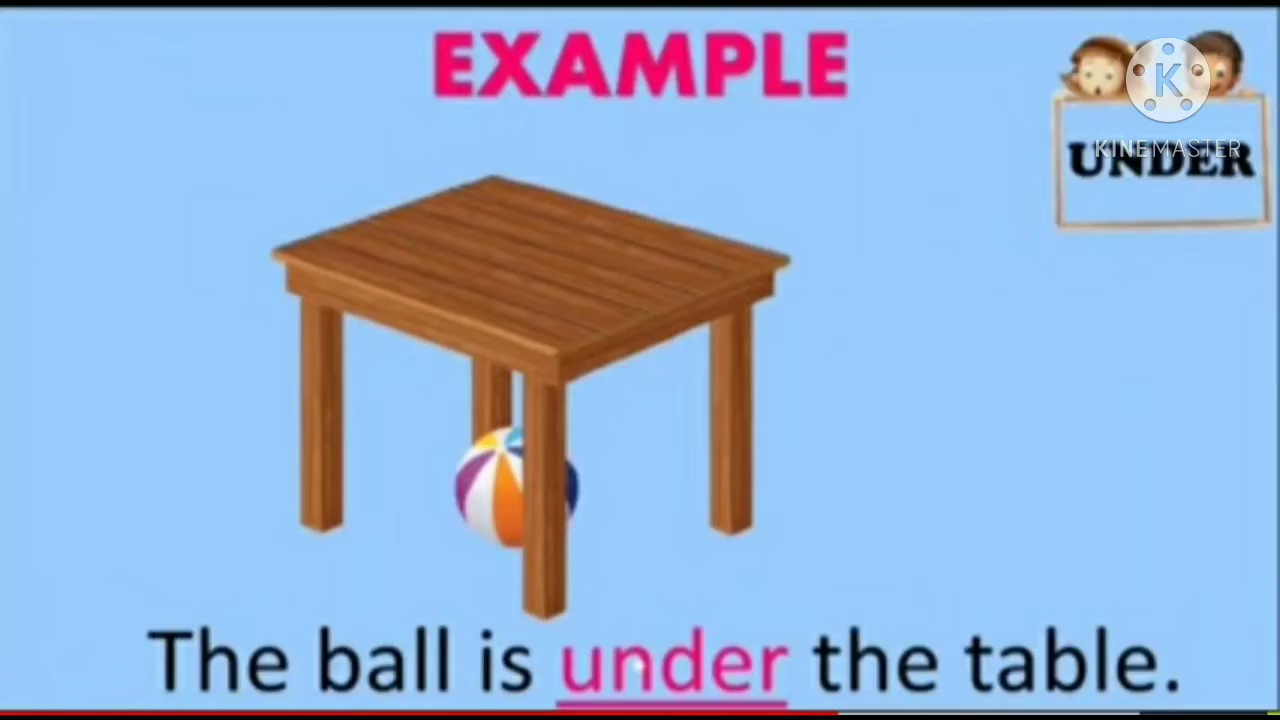 EXAMPLE
K
KINEMASTER
UNDER
The ball is under the table.